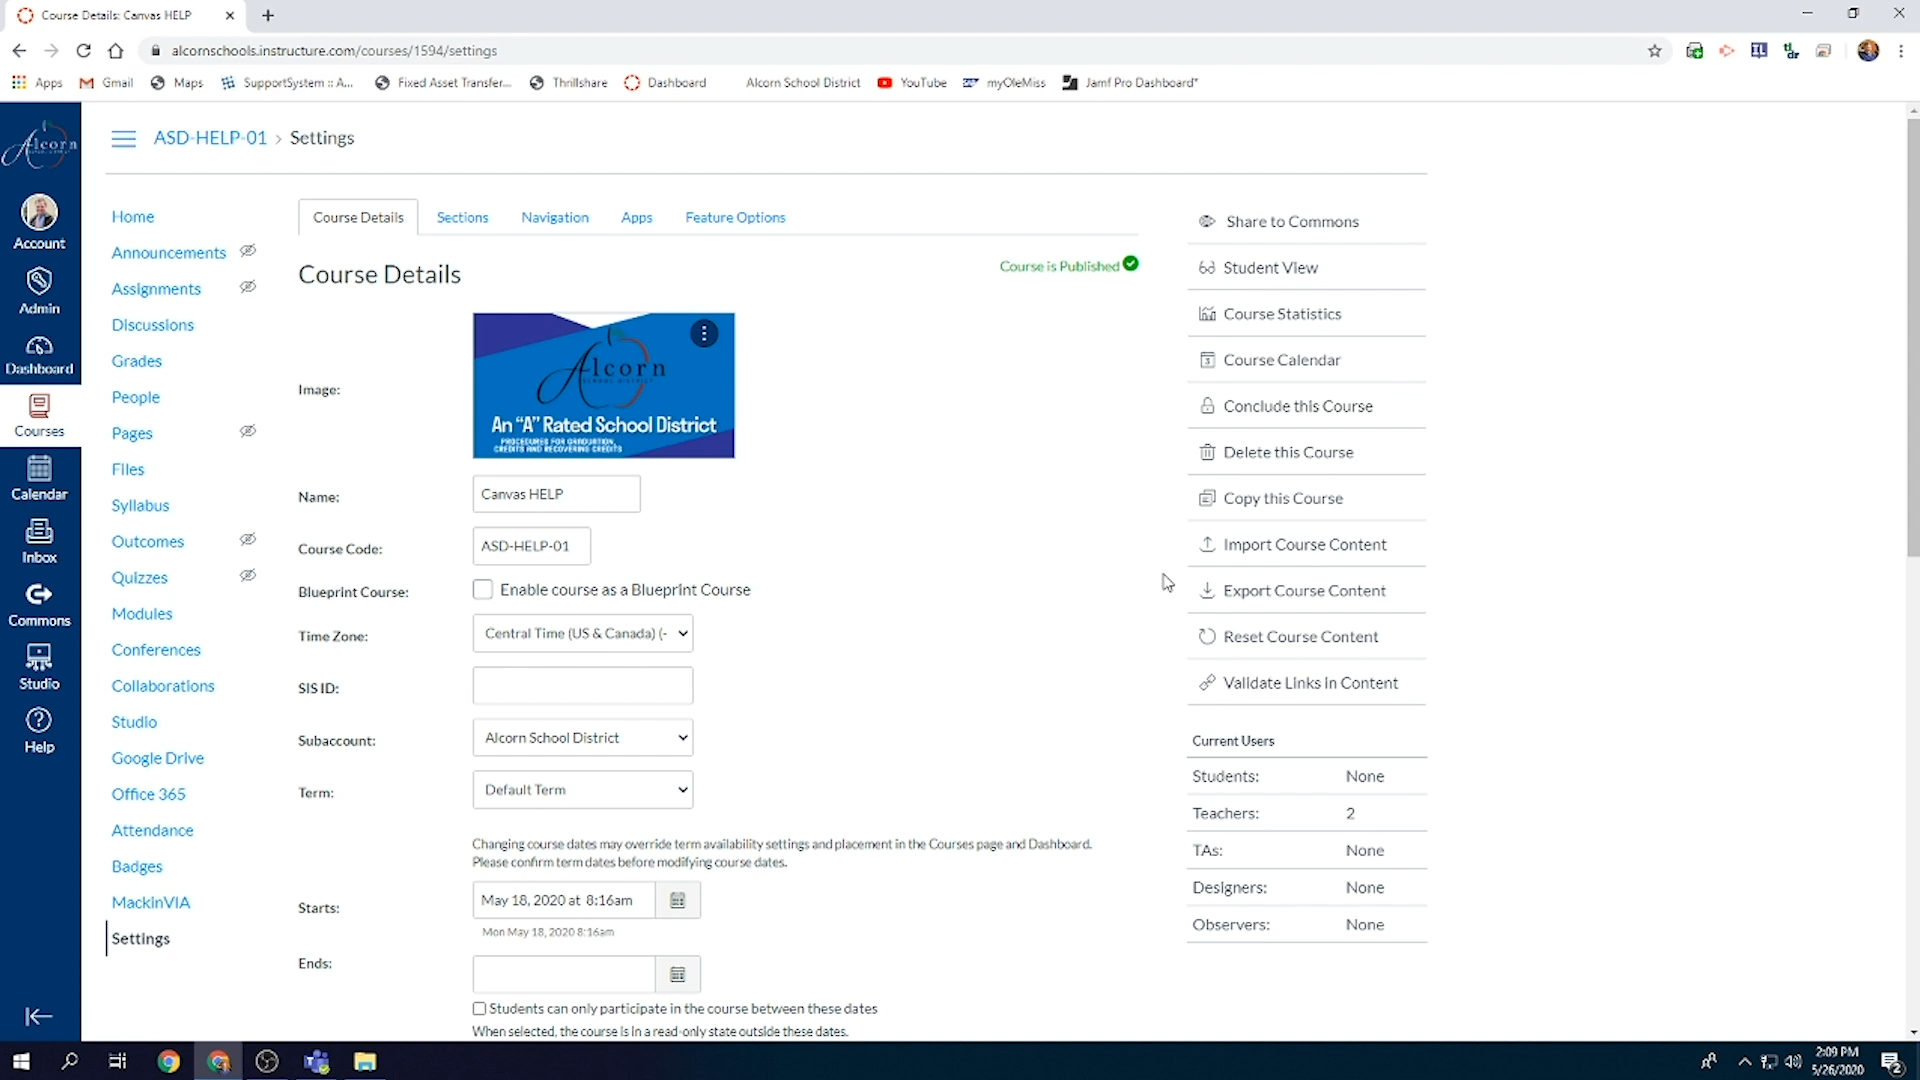 Course Details: Canvas HELP
alcornschools.instructure.com/courses/1594/settings
Apps
Gmail
Maps
SupportSystem :: A...
Fixed Asset Transfer...
Thrillshare
Dashboard
Alcorn School District
YouTube
myOleMiss
Jamf Pro Dashboard*
Alcorn
Account
Admin
Dashboard
Courses
Calendar
Inbox
Commons
Studio
Help
ASD-HELP-01 > Settings
Home
Announcements
Assignments
Discussions
Grades
People
Pages
Files
Syllabus
Outcomes
Quizzes
Modules
Conferences
Collaborations
Studio
Google Drive
Office 365
Attendance
Badges
MackinVIA
Settings
Course Details
Sections
Navigation
Apps
Feature Options
Course Details
Course is Published
Image:
Alcorn
SCHOOL DISTRICT
An “A” Rated School District
PROCEDURES FOR GRADUATION,
CREDITS AND RECOVERING CREDITS
Name:
Canvas HELP
Course Code:
ASD-HELP-01
Blueprint Course:
Enable course as a Blueprint Course
Time Zone:
Central Time (US & Canada) (-
SIS ID:
Subaccount:
Alcorn School District
Term:
Default Term
Changing course dates may override term availability settings and placement in the Courses page and Dashboard.
Please confirm term dates before modifying course dates.
Starts:
May 18, 2020 at 8:16am
Mon May 18, 2020 8:16am
Ends:
Students can only participate in the course between these dates
When selected, the course is in a read-only state outside these dates.
Share to Commons
Student View
Course Statistics
Course Calendar
Conclude this Course
Delete this Course
Copy this Course
Import Course Content
Export Course Content
Reset Course Content
Validate Links in Content
Current Users
Students: None
Teachers: 2
TAs: None
Designers: None
Observers: None
2:09 PM
5/26/2020
2